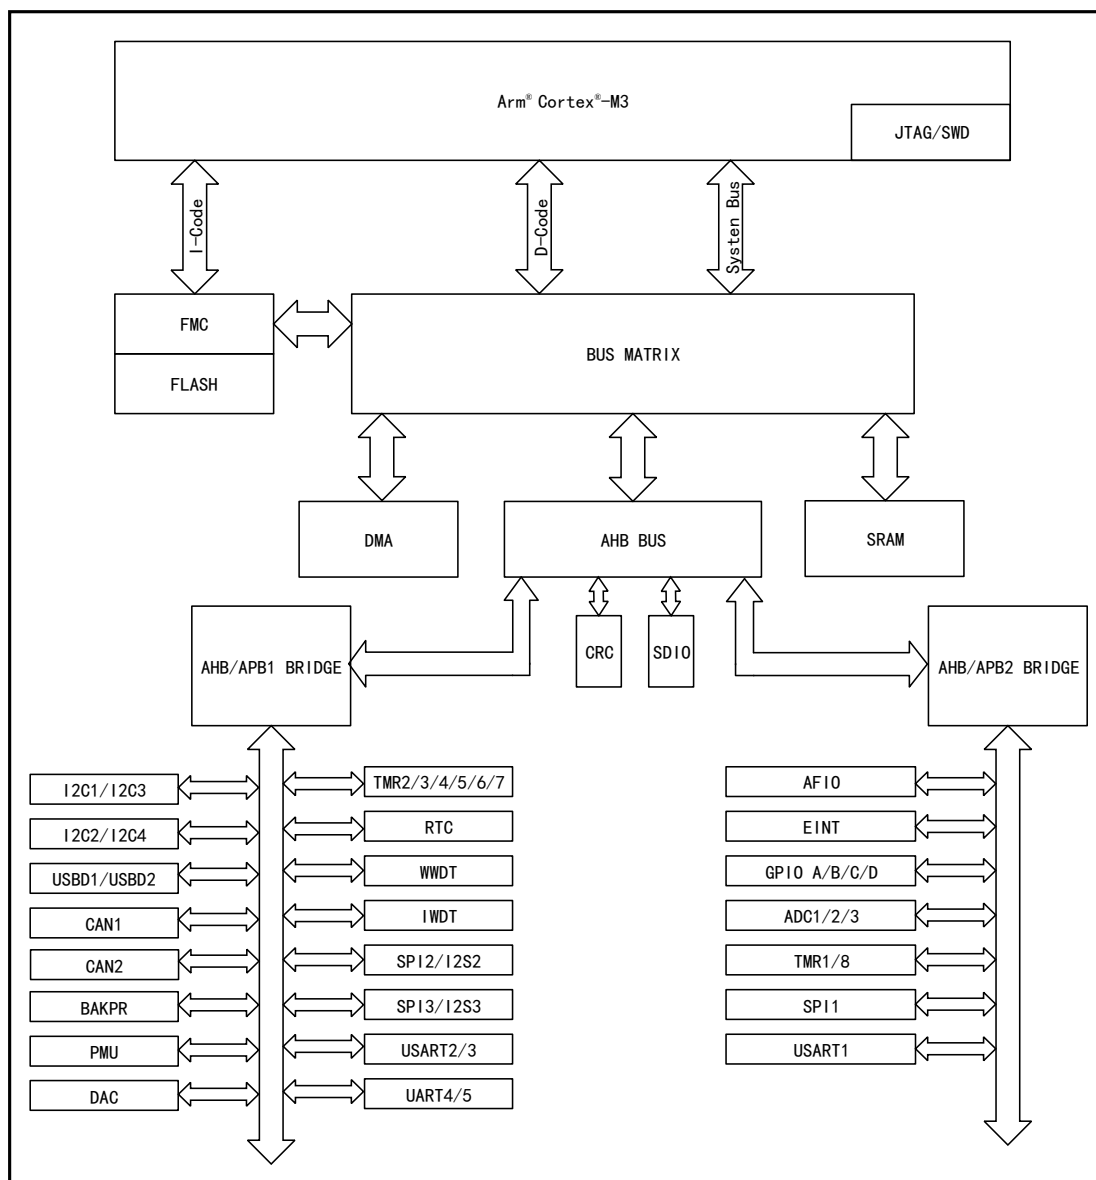 Arm® Cortex®-M3
JTAG/SWD
I-Code
D-Code
Systen Bus
FMC
FLASH
BUS MATRIX
DMA
AHB BUS
SRAM
CRC
SDIO
AHB/APB1 BRIDGE
AHB/APB2 BRIDGE
I2C1/I2C3
I2C2/I2C4
USBD1/USBD2
CAN1
CAN2
BAKPR
PMU
DAC
TMR2/3/4/5/6/7
RTC
WWDT
IWDT
SPI2/I2S2
SPI3/I2S3
USART2/3
UART4/5
AFIO
EINT
GPIO A/B/C/D
ADC1/2/3
TMR1/8
SPI1
USART1